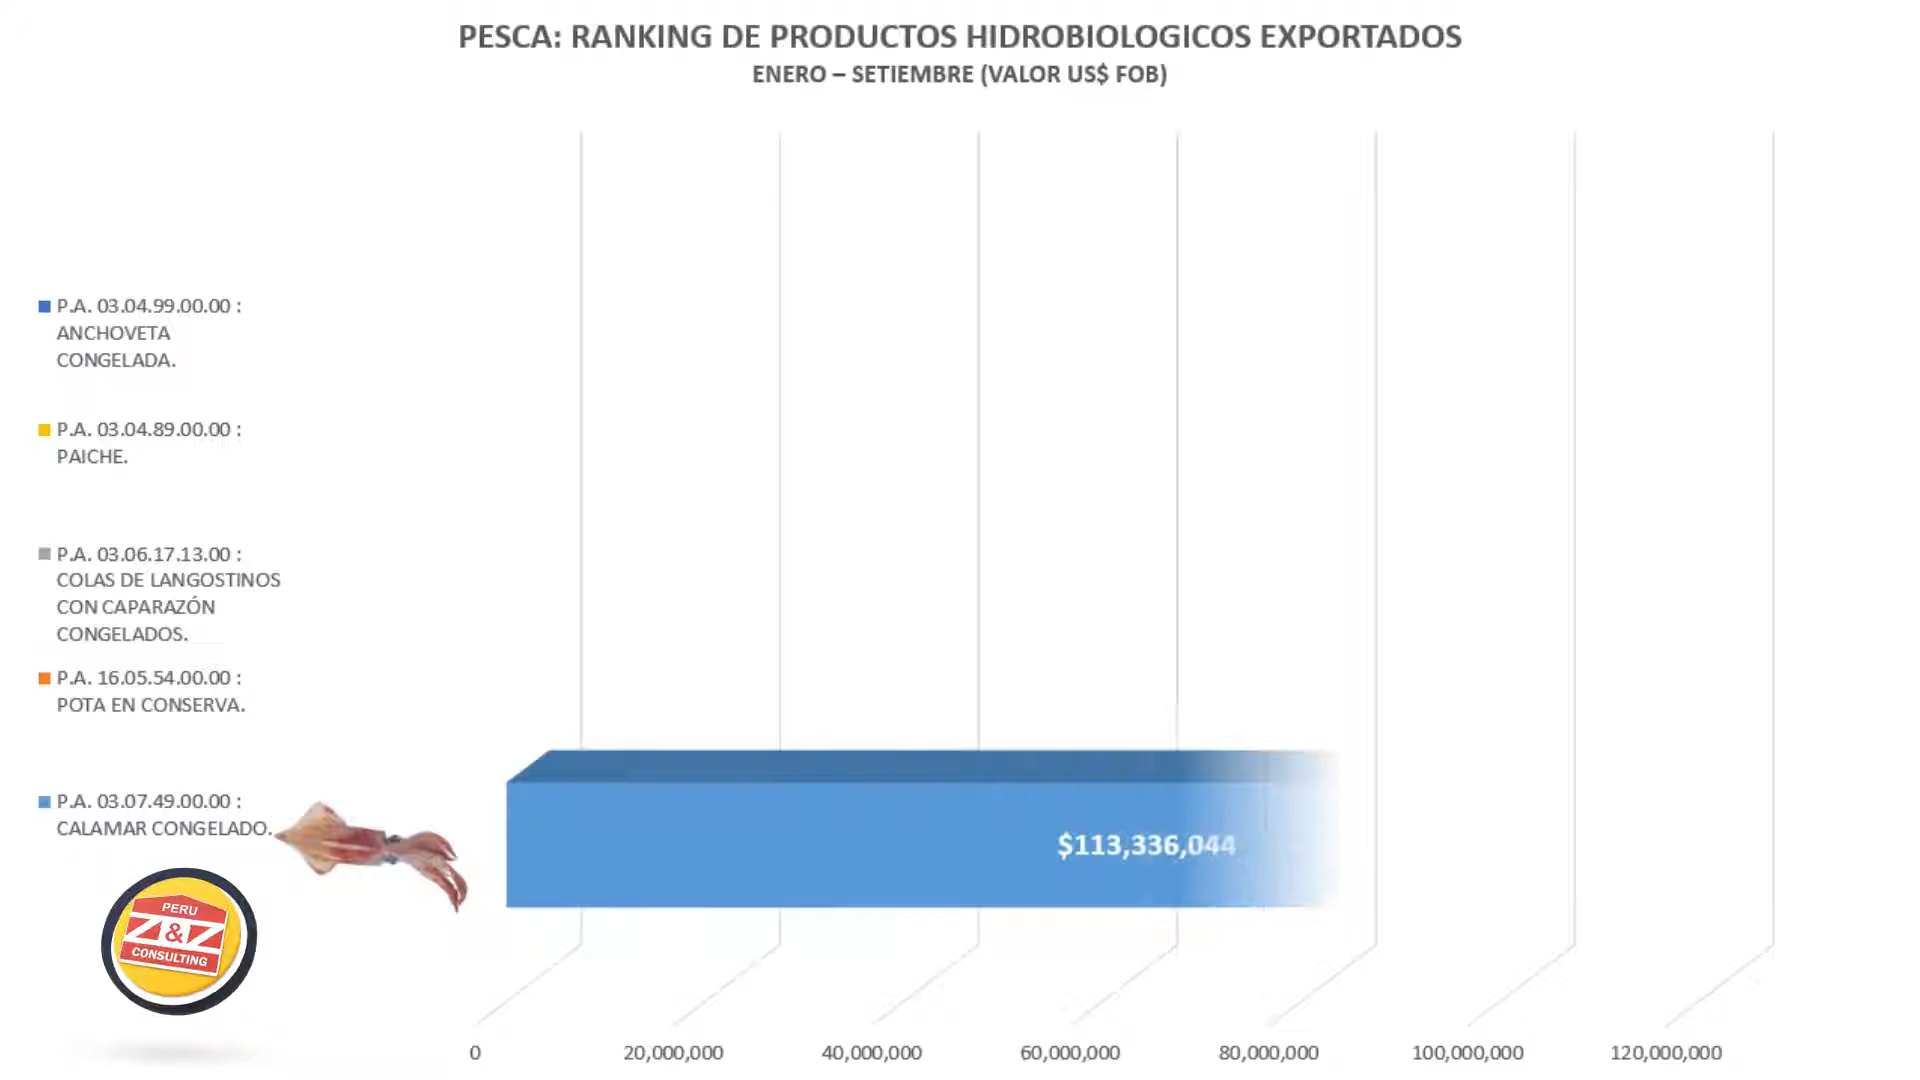 PESCA: RANKING DE PRODUCTOS HIDROBIOLOGICOS EXPORTADOS
ENERO – SETIEMBRE (VALOR US$ FOB)
P.A. 03.04.99.00.00 :
ANCHOVETA
CONGELADA.
P.A. 03.04.89.00.00 :
PAICHE.
P.A. 03.06.17.13.00 :
COLAS DE LANGOSTINOS
CON CAPARAZÓN
CONGELADOS.
P.A. 16.05.54.00.00 :
POTA EN CONSERVA.
P.A. 03.07.49.00.00 :
CALAMAR CONGELADO.
$113,336,044
PERU
Z&Z
CONSULTING
0 20,000,000 40,000,000 60,000,000 80,000,000 100,000,000 120,000,000